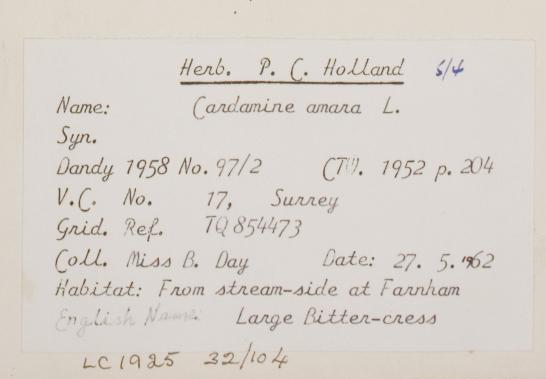 Herb. P. C. Holland 5/4
Name: Cardamine amara L.
Syn.
Dandy 1958 No. 97/2 CTW. 1952 p. 204
V.C. No. 17, Surrey
Grid. Ref. TQ 854473
Coll. Miss B. Day Date: 27. 5. 1962
Habitat: From stream-side at Farnham
English Name: Large Bitter-cress
LC 1925 32/104